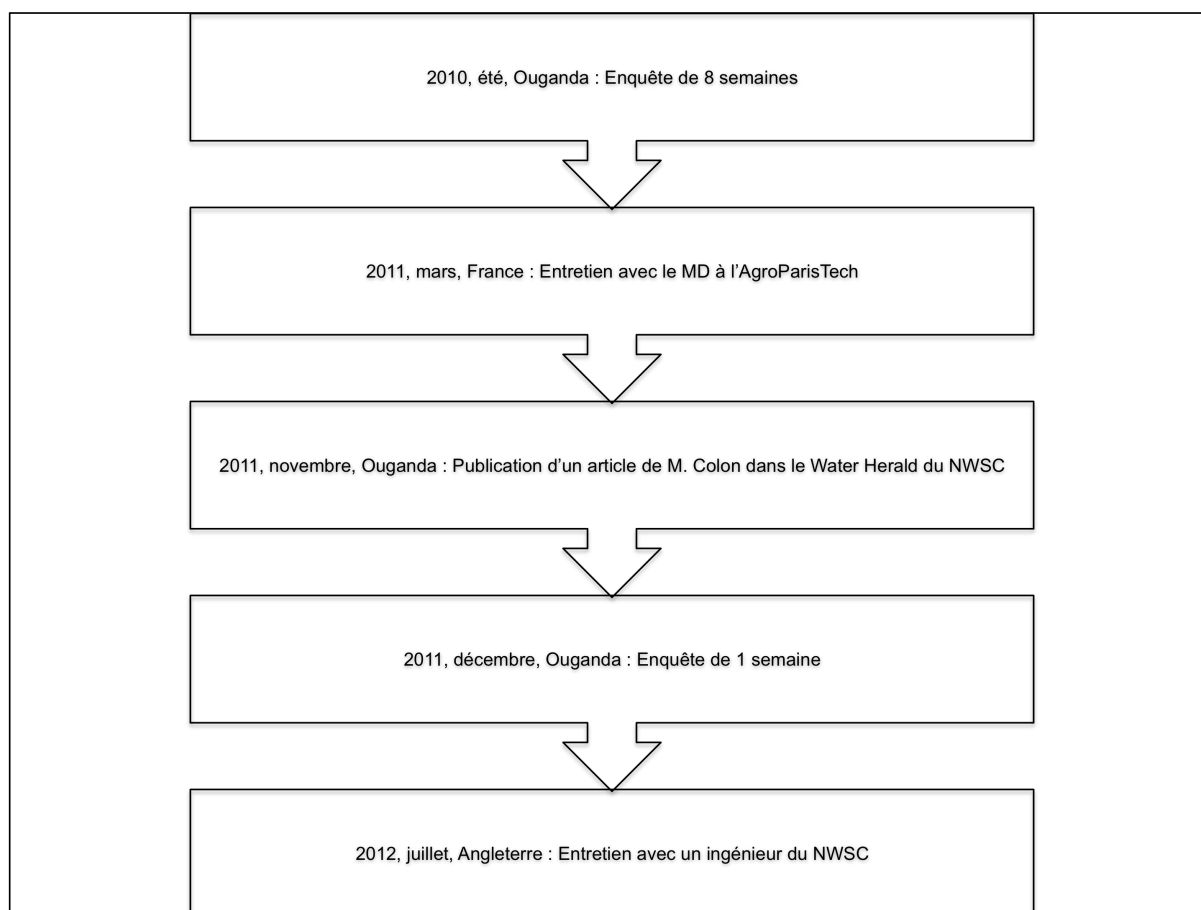 2010, été, Ouganda : Enquête de 8 semaines
2011, mars, France : Entretien avec le MD à l’AgroParisTech
2011, novembre, Ouganda : Publication d’un article de M. Colon dans le Water Herald du NWSC
2011, décembre, Ouganda : Enquête de 1 semaine
2012, juillet, Angleterre : Entretien avec un ingénieur du NWSC